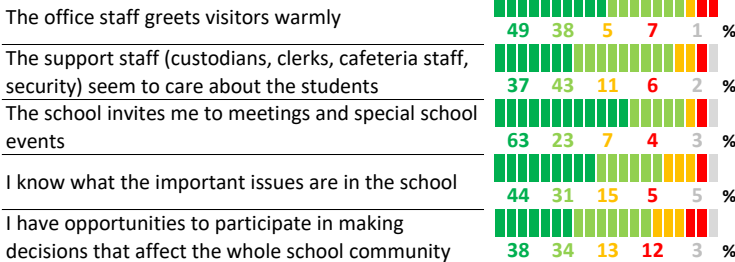 The office staff greets visitors warmly
49 38 5 7 1 %
The support staff (custodians, clerks, cafeteria staff,
security) seem to care about the students
37 43 11 6 2 %
The school invites me to meetings and special school
events
63 23 7 4 3 %
I know what the important issues are in the school
44 31 15 5 5 %
I have opportunities to participate in making
decisions that affect the whole school community
38 34 13 12 3 %